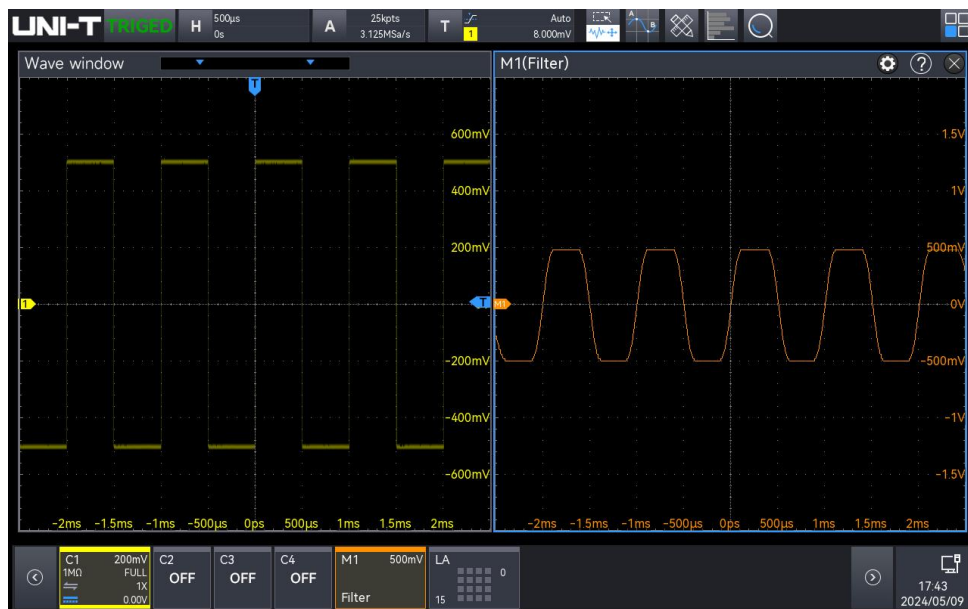 UNI-T TRIGED H 500μs 0s A 25kpts 3.125MSa/s T 1 Auto 8.000mV A B
Wave window
M1(Filter)
T
600mV
400mV
200mV
1
T
-200mV
-400mV
-600mV
-2ms -1.5ms -1ms -500μs 0ps 500μs 1ms 1.5ms 2ms
1.5V
1V
500mV
M1
0V
-500mV
-1V
-1.5V
-2ms -1.5ms -1ms -500μs 0ps 500μs 1ms 1.5ms 2ms
C1 200mV
1MΩ FULL
1X
0.00V
C2
OFF
C3
OFF
C4
OFF
M1 500mV
Filter
LA
0
15
17:43
2024/05/09